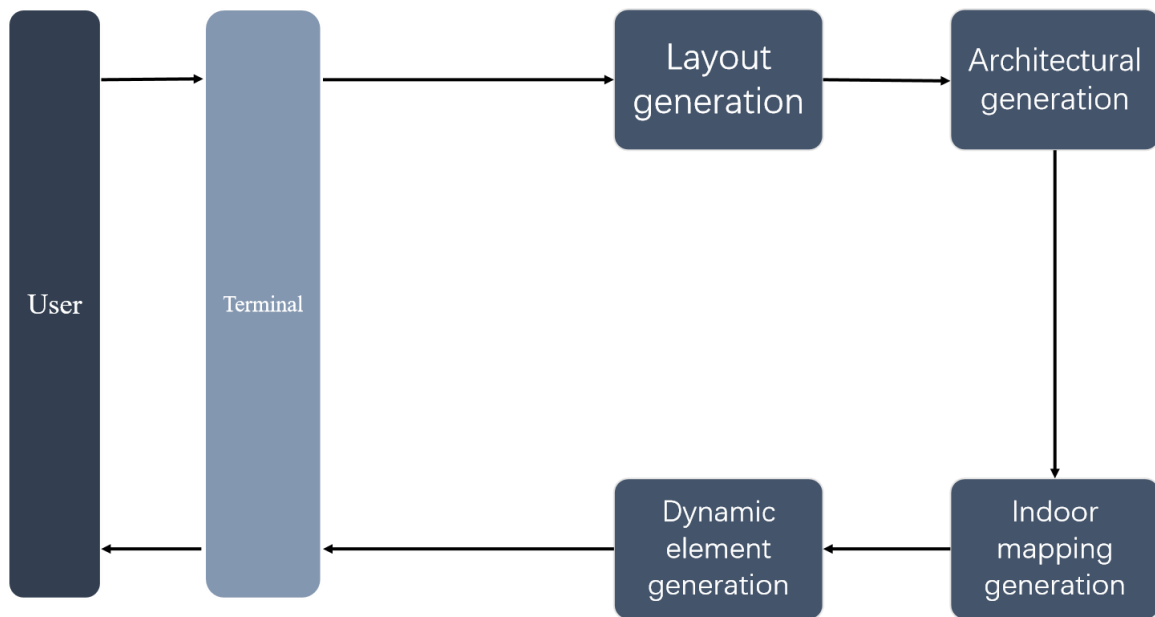 User
Terminal
Layout
generation
Architectural
generation
Dynamic
element
generation
Indoor
mapping
generation